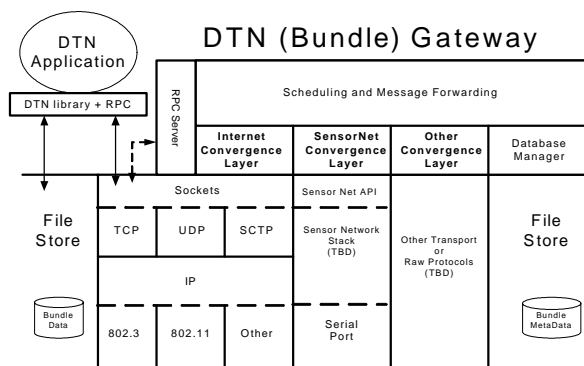 DTN (Bundle) Gateway
DTN
Application
DTN library + RPC
RPC Server
Scheduling and Message Forwarding
Internet
Convergence
Layer
SensorNet
Convergence
Layer
Other
Convergence
Layer
Database
Manager
Sockets
Sensor Net API
File
Store
TCP
UDP
SCTP
Sensor Network
Stack
(TBD)
Other Transport
or
Raw Protocols
(TBD)
File
Store
IP
Bundle
Data
802.3
802.11
Other
Serial
Port
Bundle
MetaData